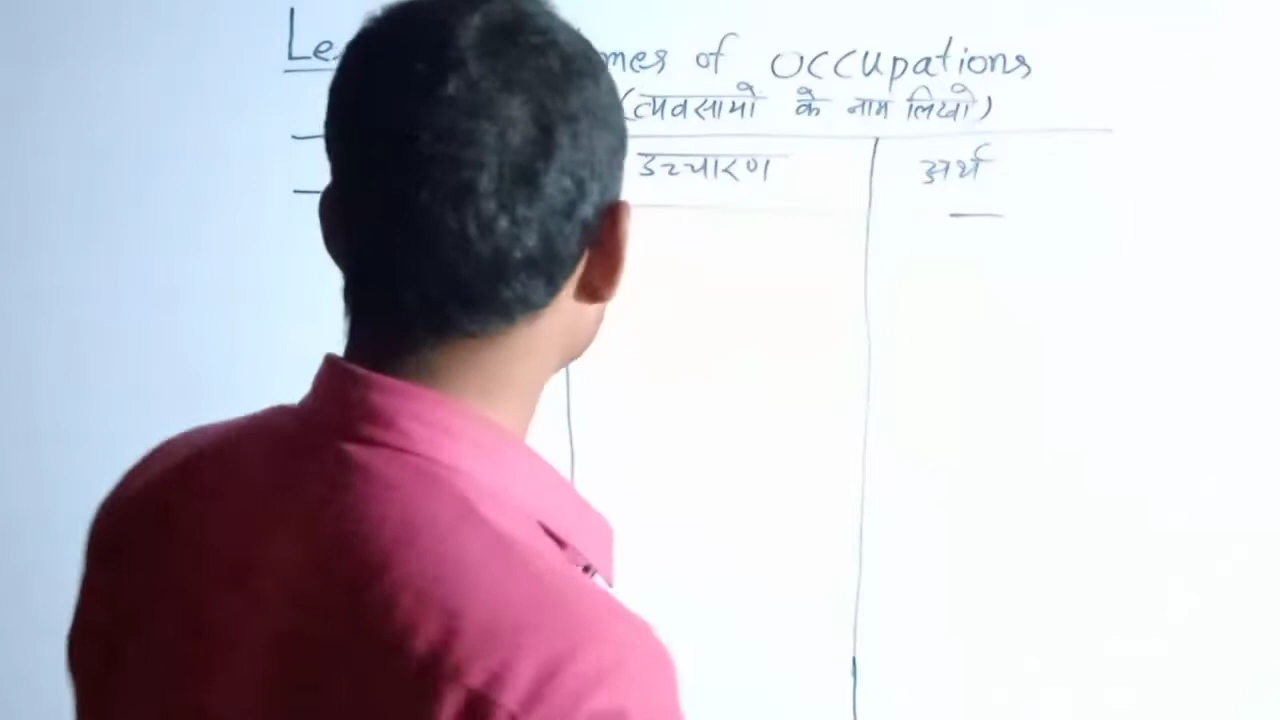 Le mes of Occupations
(व्यवसायो के नाम लिखो)
उच्चारण अर्थ